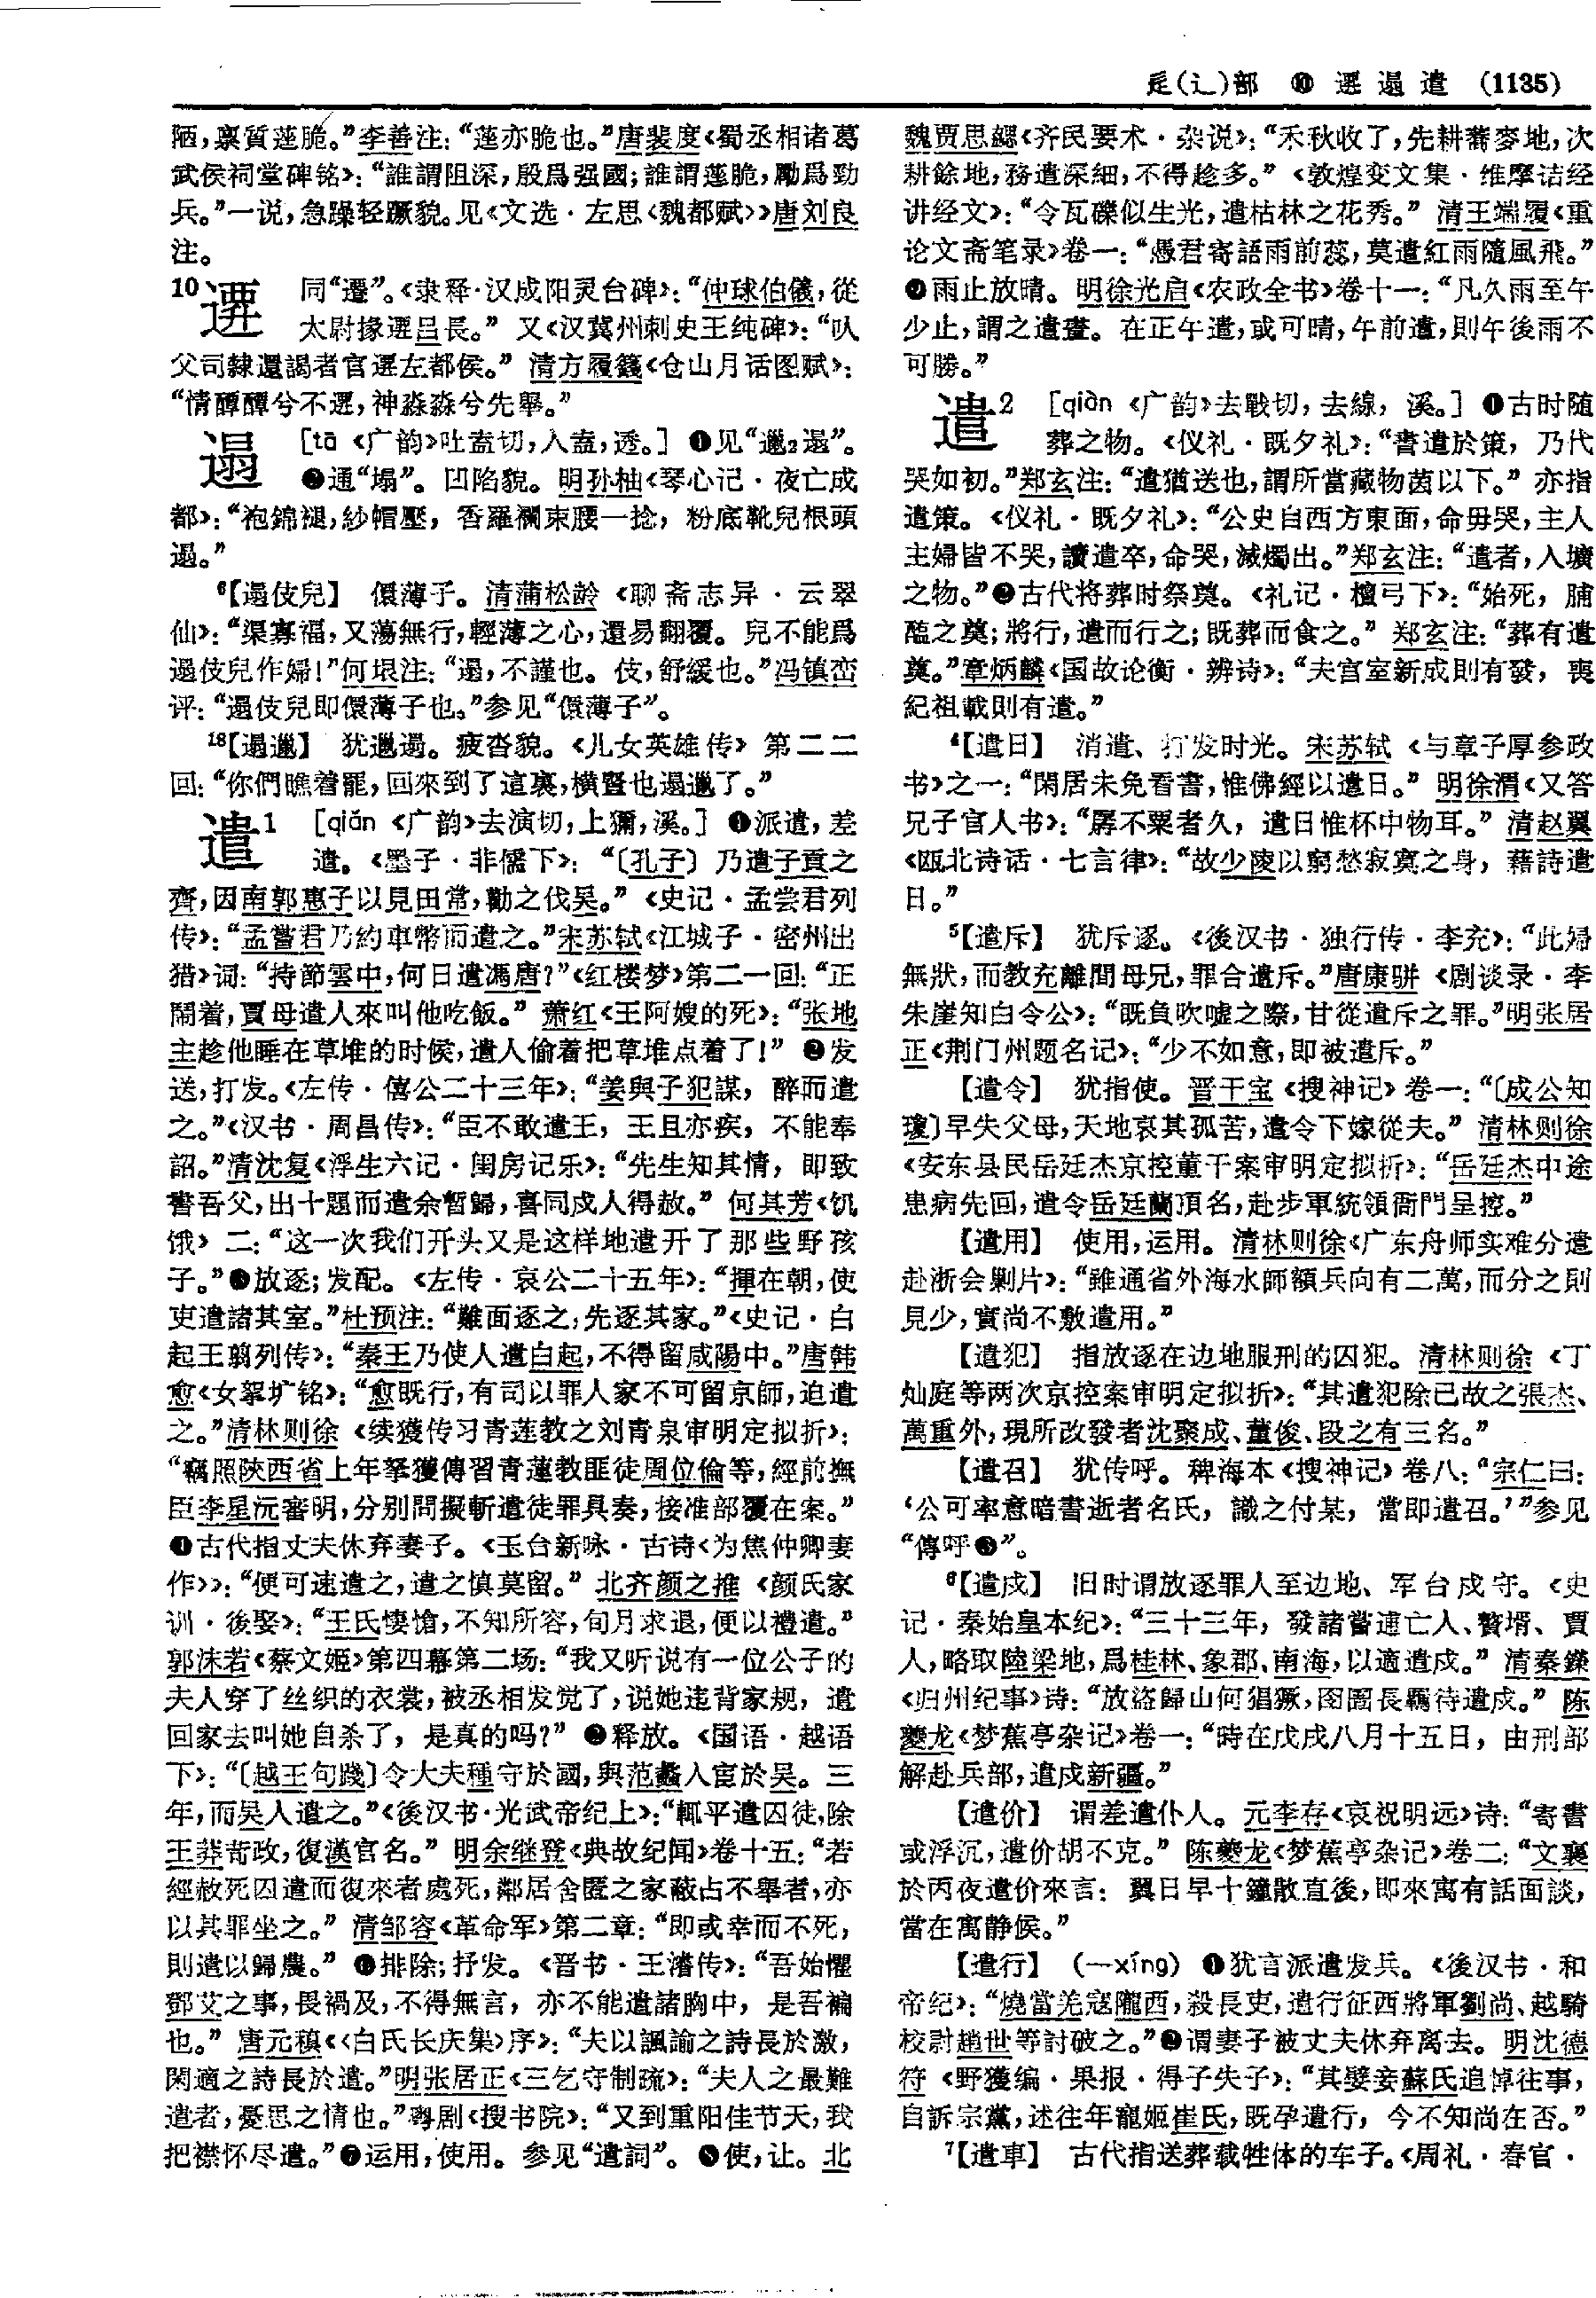 辵(辶)部 ⑩ 遷 遢 遣 (1135)
陋，禀質蓬脆。”李善注：“蓬亦脆也。”唐裴度《蜀丞相诸葛
武侯祠堂碑铭》：“誰謂阻深，殷爲强國；誰謂蓬脆，勵爲勁
兵。”一说，急躁轻蹶貌。见《文选·左思〈魏都赋〉》唐刘良
注。
同“遷”。《隶释·汉成阳灵台碑》：“仲球伯儀，從
太尉掾遷吕長。” 又《汉冀州刺史王纯碑》：
父司隸還謁者官遷左都侯。” 清方履籛《仓山月话图赋》：
“情醰醰兮不遷，神淼淼兮先舉。”
遢 [tā 《广韵》吐盍切，入盍，透。] ❶见“邋₂遢”。
❷通“塌”。凹陷貌。明孙柚《琴心记·夜亡成
都》：“袍錦褪，紗帽壓，香羅襴束腰一捻，粉底靴兒根頭
遢。”
⁶【遢伎兒】 儇薄子。清蒲松龄《聊斋志异·云翠
仙》：“渠寡福，又蕩無行，輕薄之心，還易翻覆。兒不能爲
遢伎兒作婦！”何垠注：“遢，不謹也。伎，舒緩也。”冯镇峦
评：“遢伎兒即儇薄子也。”参见“儇薄子”。
¹⁸【遢邋】 犹邋遢。疲沓貌。《儿女英雄传》第二二
回：“你們瞧着罷，回來到了這裏，横豎也遢邋了。”
遣1 [qiǎn 《广韵》去演切，上獮，溪。] ❶派遣，差
遣。《墨子·非儒下》：“〔孔子〕乃遣子貢之
齊，因南郭惠子以見田常，勸之伐吴。”《史记·孟尝君列
传》：“孟嘗君乃約車幣而遣之。”宋苏轼《江城子·密州出
猎》词：“持節雲中，何日遣馮唐？”《红楼梦》第二一回：“正
鬧着，賈母遣人來叫他吃飯。” 萧红《王阿嫂的死》：“张地
主趁他睡在草堆的时候，遣人偷着把草堆点着了！” ❷发
送，打发。《左传·僖公二十三年》：“姜與子犯謀，醉而遣
之。”《汉书·周昌传》：“臣不敢遣王，王且亦疾，不能奉
詔。”清沈复《浮生六记·闺房记乐》：“先生知其情，即致
書吾父，出十題而遣余暫歸，喜同戍人得赦。” 何其芳《饥
饿》二：“这一次我们开头又是这样地遣开了那些野孩
子。”❸放逐；发配。《左传·哀公二十五年》：“揮在朝，使
吏遣諸其室。”杜预注：“難面逐之，先逐其家。”《史记·白
起王翦列传》：“秦王乃使人遣白起，不得留咸陽中。”唐韩
愈《女挐圹铭》：“愈既行，有司以罪人家不可留京師，迫遣
之。”清林则徐《续獲传习青莲教之刘青泉审明定拟折》：
“竊照陝西省上年拏獲傳習青蓮教匪徒周位倫等，經前撫
臣李星沅審明，分别問擬斬遣徒罪具奏，接准部覆在案。”
❹古代指丈夫休弃妻子。《玉台新咏·古诗〈为焦仲卿妻
作〉》：“便可速遣之，遣之慎莫留。” 北齐颜之推《颜氏家
训·後娶》：“王氏悽愴，不知所容，旬月求退，便以禮遣。”
郭沫若《蔡文姬》第四幕第二场：“我又听说有一位公子的
夫人穿了丝织的衣裳，被丞相发觉了，说她违背家规，遣
回家去叫她自杀了，是真的吗？” ❺释放。《国语·越语
下》：“〔越王句踐〕令大夫種守於國，與范蠡入宦於吴。三
年，而吴人遣之。”《後汉书·光武帝纪上》：“輒平遣囚徒，除
王莽苛政，復漢官名。” 明余继登《典故纪闻》卷十五：“若
經赦死囚遣而復來者處死，鄰居舍匿之家蔽占不舉者，亦
以其罪坐之。” 清邹容《革命军》第二章：“即或幸而不死，
則遣以歸農。” ❻排除；抒发。《晋书·王濬传》：“吾始懼
鄧艾之事，畏禍及，不得無言，亦不能遣諸胸中，是吾褊
也。” 唐元稹《〈白氏长庆集〉序》：“夫以諷諭之詩長於激，
閑適之詩長於遣。”明张居正《三乞守制疏》：“夫人之最難
遣者，憂思之情也。”粤剧《搜书院》：“又到重阳佳节天，我
把襟怀尽遣。”❼运用，使用。参见“遣詞”。 ❽使，让。北
魏贾思勰《齐民要术·杂说》：“禾秋收了，先耕蕎麥地，次
耕餘地，務遣深細，不得趁多。”《敦煌变文集·维摩诘经
讲经文》：“令瓦礫似生光，遣枯林之花秀。” 清王端履《重
论文斋笔录》卷一：“憑君寄語雨前蕊，莫遣紅雨隨風飛。”
❾雨止放晴。明徐光启《农政全书》卷十一：“凡久雨至午
少止，謂之遣晝。在正午遣，或可晴，午前遣，則午後雨不
可勝。”
遣2 [qiàn 《广韵》去戰切，去線，溪。] ❶古时随
葬之物。《仪礼·既夕礼》：“書遣於策，乃代
哭如初。”郑玄注：“遣猶送也，謂所當藏物茵以下。” 亦指
遣策。《仪礼·既夕礼》：“公史自西方東面，命毋哭，主人
主婦皆不哭，讀遣卒，命哭，滅燭出。”郑玄注：“遣者，入壙
之物。”❷古代将葬时祭奠。《礼记·檀弓下》：“始死，脯
醢之奠；將行，遣而行之；既葬而食之。” 郑玄注：“葬有遣
奠。”章炳麟《国故论衡·辨诗》：“夫宫室新成則有發，喪
紀祖載則有遣。”
⁴【遣日】 消遣、打发时光。宋苏轼《与章子厚参政
书》之一：“閑居未免看書，惟佛經以遣日。” 明徐渭《又答
兄子官人书》：“孱不粟者久，遣日惟杯中物耳。” 清赵翼
《瓯北诗话·七言律》：“故少陵以窮愁寂寞之身，藉詩遣
日。”
⁵【遣斥】 犹斥逐。《後汉书·独行传·李充》：“此婦
無狀，而教充離間母兄，罪合遣斥。”唐康骈《剧谈录·李
朱崖知白令公》：“既負吹嘘之際，甘從遣斥之罪。”明张居
正《荆门州题名记》：“少不如意，即被遣斥。”
【遣令】 犹指使。晋干宝《搜神记》卷一：“〔成公知
瓊〕早失父母，天地哀其孤苦，遣令下嫁從夫。” 清林则徐
《安东县民岳廷杰京控董干案审明定拟折》：“岳廷杰中途
患病先回，遣令岳廷蘭頂名，赴步軍統領衙門呈控。”
【遣用】 使用，运用。清林则徐《广东舟师实难分遣
赴浙会剿片》：“雖通省外海水師額兵向有二萬，而分之則
見少，實尚不敷遣用。”
【遣犯】 指放逐在边地服刑的囚犯。清林则徐《丁
灿庭等两次京控案审明定拟折》：“其遣犯除已故之張杰、
萬重外，現所改發者沈聚成、董俊、段之有三名。”
【遣召】 犹传呼。稗海本《搜神记》卷八：“宗仁曰：
‘公可率意暗書逝者名氏，識之付某，當即遣召。’”参见
“傳呼❸”。
⁶【遣戍】 旧时谓放逐罪人至边地、军台戍守。《史
记·秦始皇本纪》：“三十三年，發諸嘗逋亡人、贅壻、賈
人，略取陸梁地，爲桂林、象郡、南海，以適遣戍。” 清秦鑅
《归州纪事》诗：“放盜歸山何猖獗，囹圄長羈待遣戍。” 陈
夔龙《梦蕉亭杂记》卷一：“時在戊戌八月十五日，由刑部
解赴兵部，遣戍新疆。”
【遣价】 谓差遣仆人。元李存《哀祝明远》诗：“寄書
或浮沉，遣价胡不克。” 陈夔龙《梦蕉亭杂记》卷二：“文襄
於丙夜遣价來言：翼日早十鐘散直後，即來寓有話面談，
當在寓静候。”
【遣行】 （一xíng） ❶犹言派遣发兵。《後汉书·和
帝纪》：“燒當羌寇隴西，殺長吏，遣行征西將軍劉尚、越騎
校尉趙世等討破之。”❷谓妻子被丈夫休弃离去。明沈德
符《野獲编·果报·得子失子》：“其嬖妾蘇氏追悼往事，
自訴宗黨，述往年寵姬崔氏，既孕遣行，今不知尚在否。”
⁷【遣車】 古代指送葬载牲体的车子。《周礼·春官·